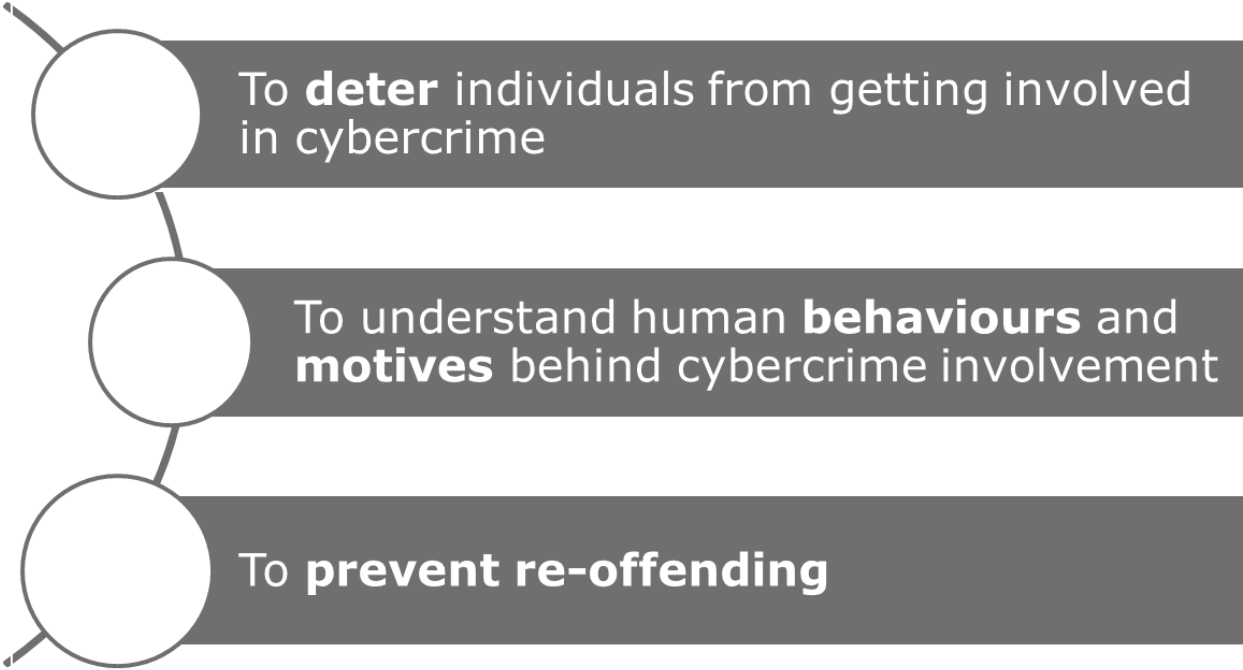 To deter individuals from getting involved
in cybercrime
To understand human behaviours and
motives behind cybercrime involvement
To prevent re-offending